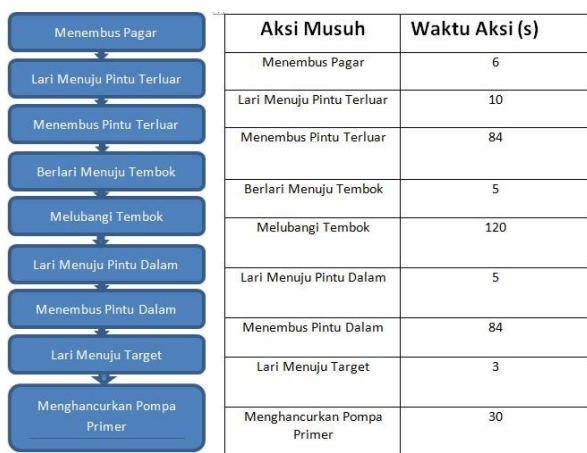 Menembus Pagar
Lari Menuju Pintu Terluar
Menembus Pintu Terluar
Berlari Menuju Tembok
Melubangi Tembok
Lari Menuju Pintu Dalam
Menembus Pintu Dalam
Lari Menuju Target
Menghancurkan Pompa
Primer
Aksi Musuh Waktu Aksi (s)
Menembus Pagar 6
Lari Menuju Pintu Terluar 10
Menembus Pintu Terluar 84
Berlari Menuju Tembok 5
Melubangi Tembok 120
Lari Menuju Pintu Dalam 5
Menembus Pintu Dalam 84
Lari Menuju Target 3
Menghancurkan Pompa 30
Primer